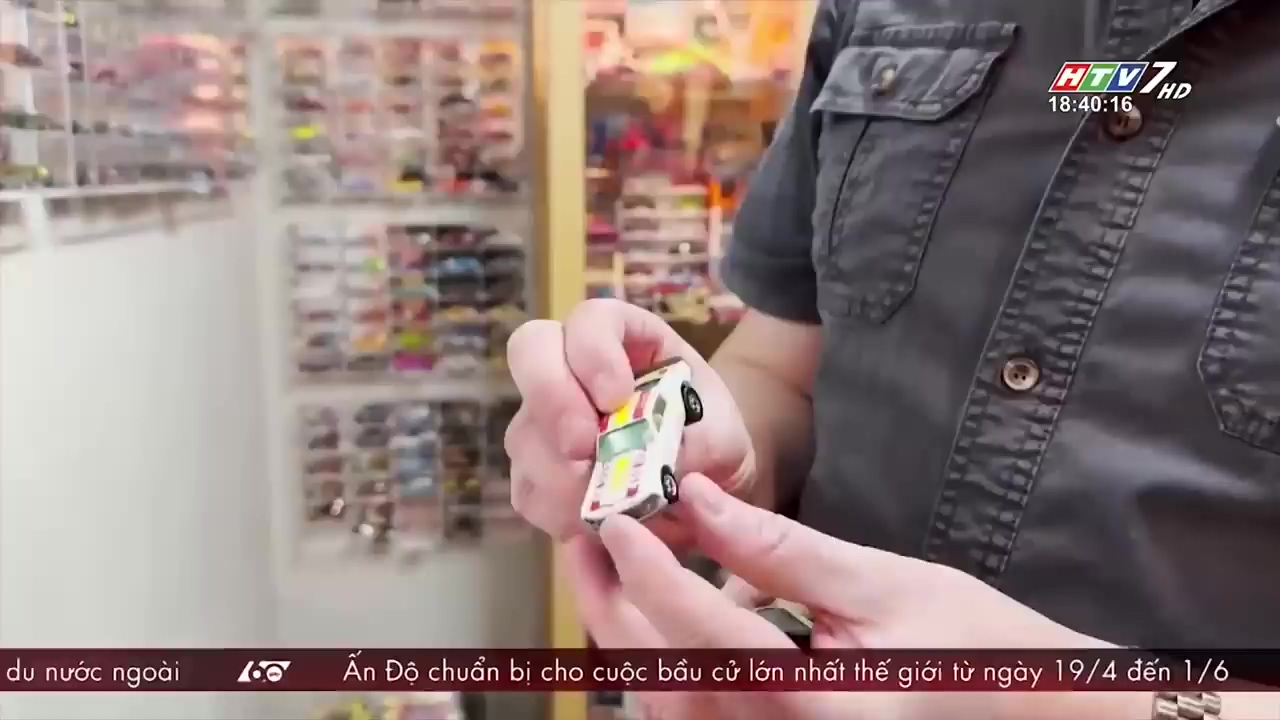 HTV7 HD
18:40:16
du nước ngoài 60 Ấn Độ chuẩn bị cho cuộc bầu cử lớn nhất thế giới từ ngày 19/4 đến 1/6